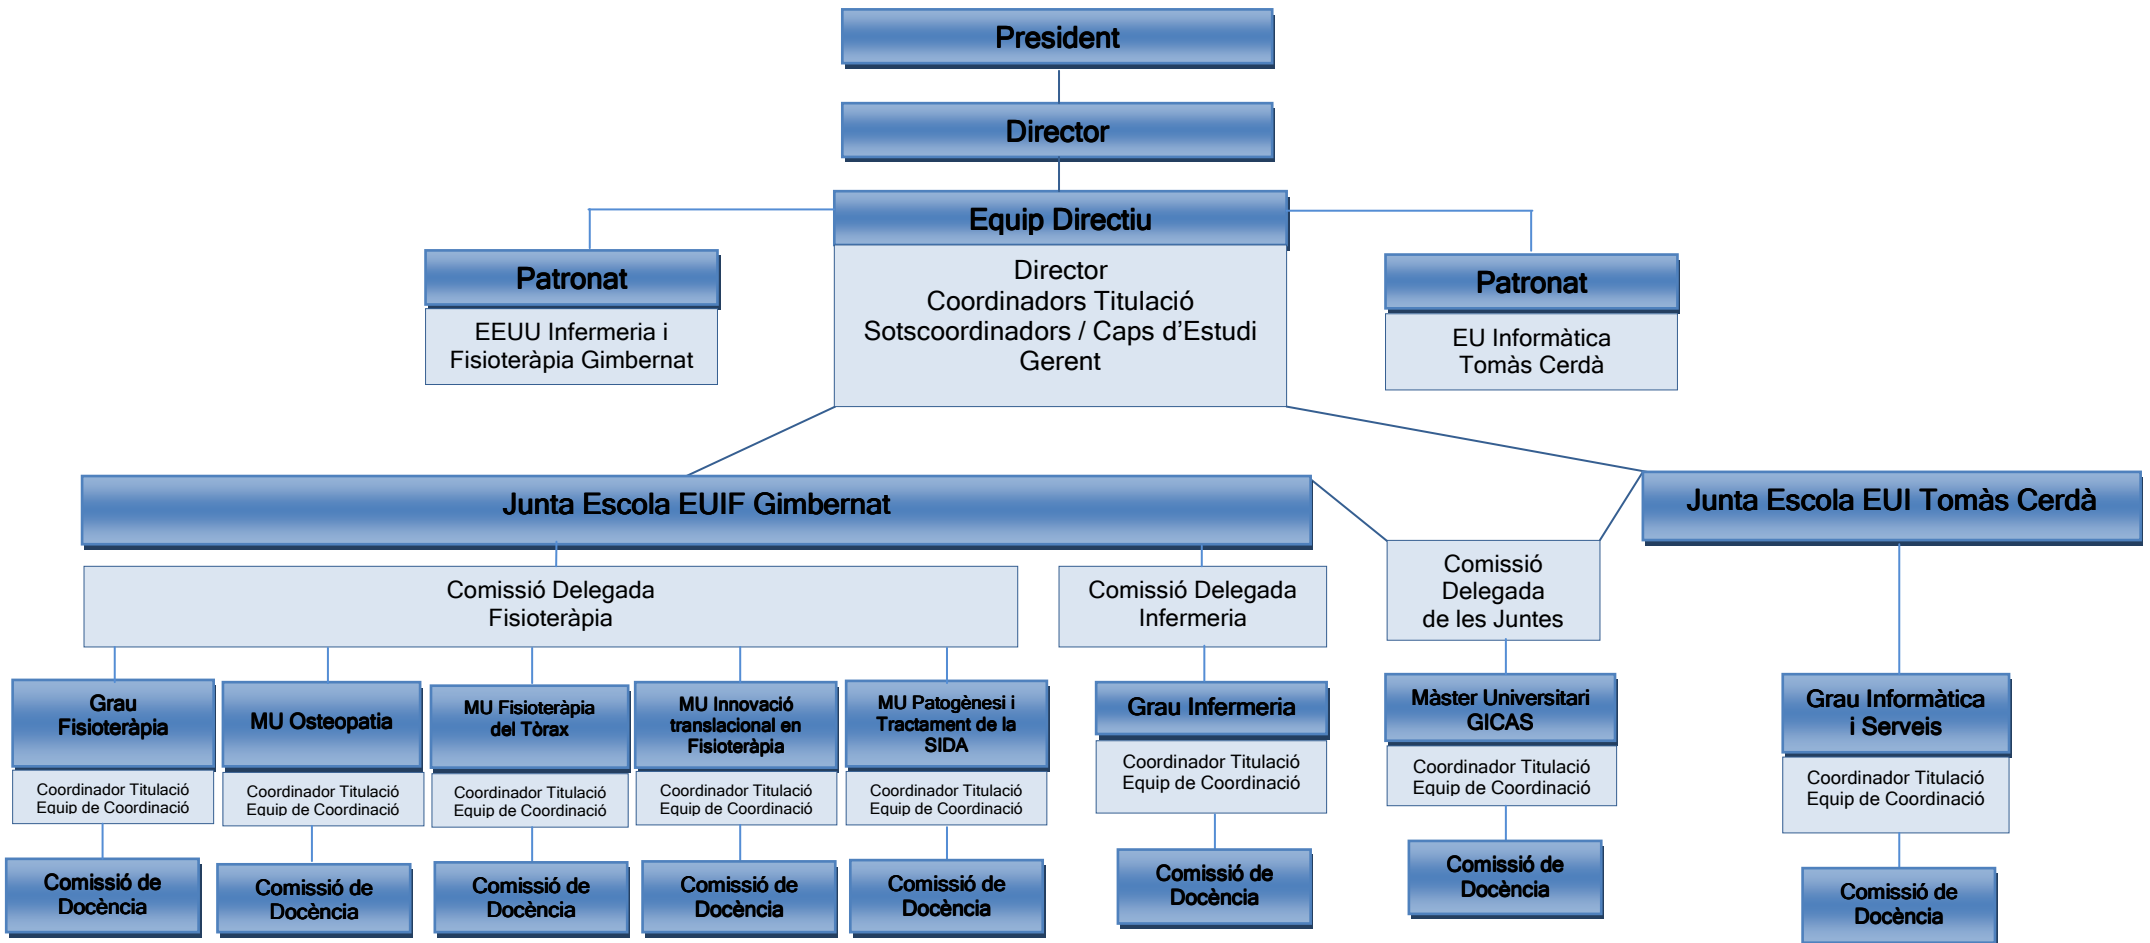 President
Director
Equip Directiu
Director
Coordinadors Titulació
Sotscoordinadors / Caps d'Estudi
Gerent
Patronat
EEUU Infermeria i
Fisioteràpia Gimbernat
Patronat
EU Informàtica
Tomàs Cerdà
Junta Escola EUIF Gimbernat
Junta Escola EUI Tomàs Cerdà
Comissió Delegada
Fisioteràpia
Comissió Delegada
Infermeria
Comissió
Delegada
de les Juntes
Grau
Fisioteràpia
Coordinador Titulació
Equip de Coordinació
Comissió de
Docència
MU Osteopatia
Coordinador Titulació
Equip de Coordinació
Comissió de
Docència
MU Fisioteràpia
del Tòrax
Coordinador Titulació
Equip de Coordinació
Comissió de
Docència
MU Innovació
translacional en
Fisioteràpia
Coordinador Titulació
Equip de Coordinació
Comissió de
Docència
MU Patogènesi i
Tractament de la
SIDA
Coordinador Titulació
Equip de Coordinació
Comissió de
Docència
Grau Infermeria
Coordinador Titulació
Equip de Coordinació
Comissió de
Docència
Màster Universitari
GICAS
Coordinador Titulació
Equip de Coordinació
Comissió de
Docència
Grau Informàtica
i Serveis
Coordinador Titulació
Equip de Coordinació
Comissió de
Docència